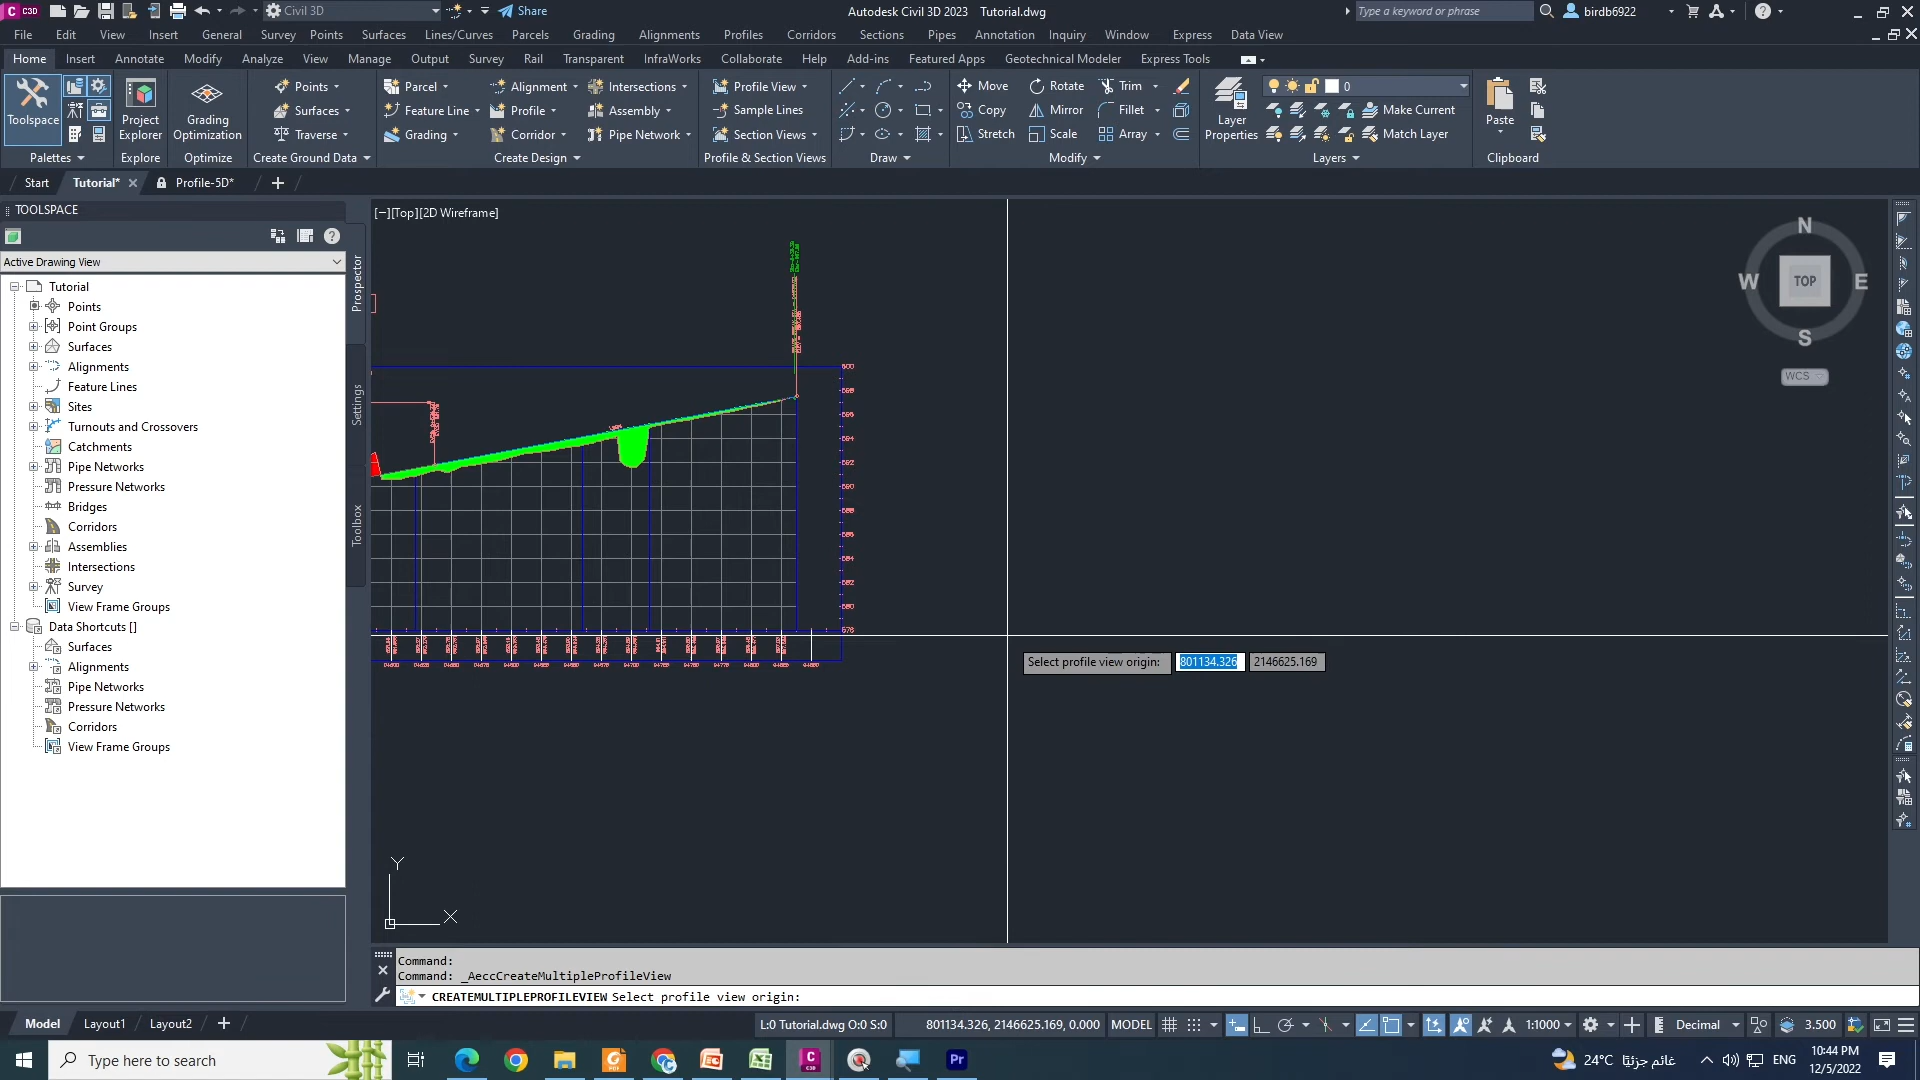 C3D
Civil 3D
Share
Autodesk Civil 3D 2023 Tutorial.dwg
Type a keyword or phrase
birdb6922
File Edit View Insert General Survey Points Surfaces Lines/Curves Parcels Grading Alignments Profiles Corridors Sections Pipes Annotation Inquiry Window Express Data View
Home Insert Annotate Modify Analyze View Manage Output Survey Rail Transparent InfraWorks Collaborate Help Add-ins Featured Apps Geotechnical Modeler Express Tools
Toolspace
Palettes
Project
Explorer
Explore
Grading
Optimization
Optimize
Points
Surfaces
Traverse
Create Ground Data
Parcel Alignment Intersections
Feature Line Profile Assembly
Grading Corridor Pipe Network
Create Design
Profile View
Sample Lines
Section Views
Profile & Section Views
Draw
Move Rotate Trim
Copy Mirror Fillet
Stretch Scale Array
Modify
Layer
Properties
0
Make Current
Match Layer
Layers
Paste
Clipboard
Start Tutorial* Profile-5D*
TOOLSPACE
Active Drawing View
Tutorial
Points
Point Groups
Surfaces
Alignments
Feature Lines
Sites
Turnouts and Crossovers
Catchments
Pipe Networks
Pressure Networks
Bridges
Corridors
Assemblies
Intersections
Survey
View Frame Groups
Data Shortcuts []
Surfaces
Alignments
Pipe Networks
Pressure Networks
Corridors
View Frame Groups
Prospector
Settings
Toolbox
[−][Top][2D Wireframe]
N
W TOP E
S
WCS
Select profile view origin: 801134.326 2146625.169
Y
X
Command:
Command: _AeccCreateMultipleProfileView
CREATEMULTIPLEPROFILEVIEW Select profile view origin:
Model Layout1 Layout2
L:0 Tutorial.dwg O:0 S:0 801134.326, 2146625.169, 0.000 MODEL 1:1000 Decimal 3.500
Type here to search
Pr
24°C غائم جزئيًا
ENG
10:44 PM
12/5/2022